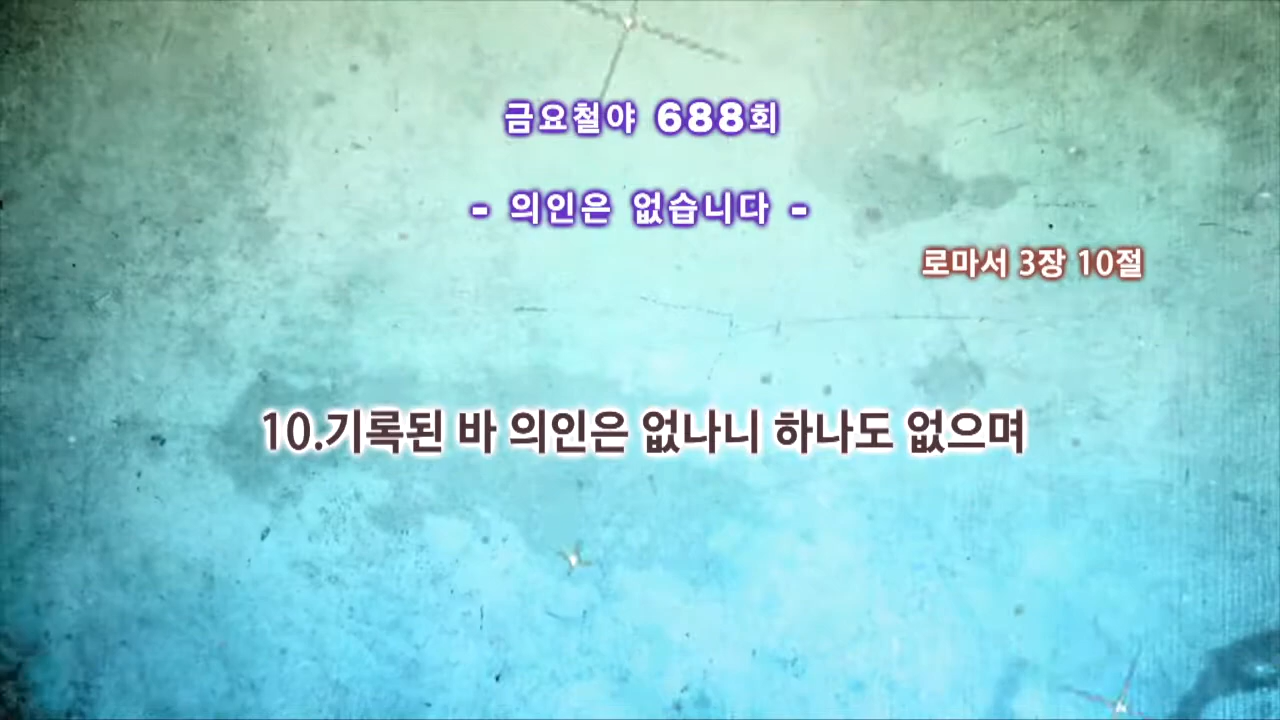 금요철야 688회
- 의인은 없습니다 -
로마서 3장 10절
10.기록된 바 의인은 없나니 하나도 없으며